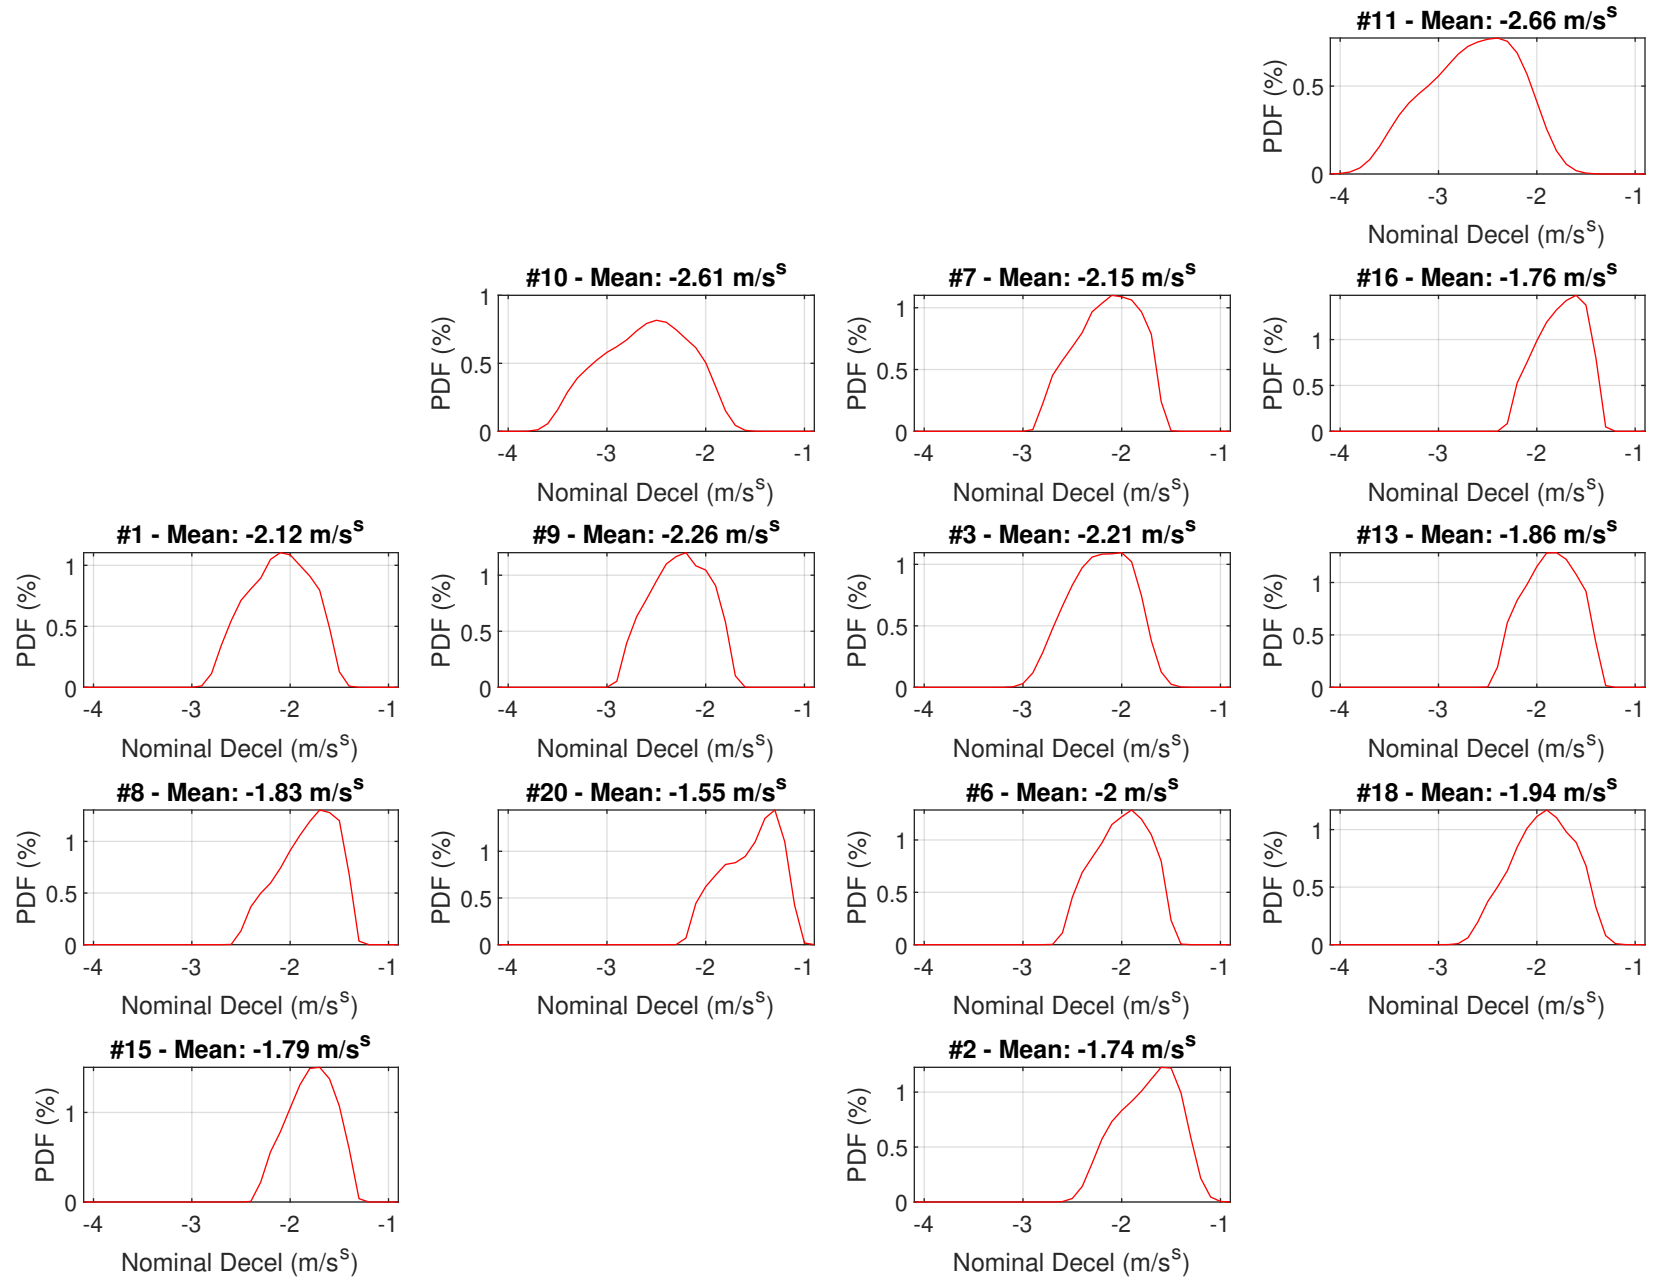 #11 - Mean: -2.66 m/s^s
PDF (%)
0.5
0
-4 -3 -2 -1
Nominal Decel (m/s^s)
#10 - Mean: -2.61 m/s^s
PDF (%)
1
0.5
0
-4 -3 -2 -1
Nominal Decel (m/s^s)
#7 - Mean: -2.15 m/s^s
PDF (%)
1
0.5
0
-4 -3 -2 -1
Nominal Decel (m/s^s)
#16 - Mean: -1.76 m/s^s
PDF (%)
1
0.5
0
-4 -3 -2 -1
Nominal Decel (m/s^s)
#1 - Mean: -2.12 m/s^s
PDF (%)
1
0.5
0
-4 -3 -2 -1
Nominal Decel (m/s^s)
#9 - Mean: -2.26 m/s^s
PDF (%)
1
0.5
0
-4 -3 -2 -1
Nominal Decel (m/s^s)
#3 - Mean: -2.21 m/s^s
PDF (%)
1
0.5
0
-4 -3 -2 -1
Nominal Decel (m/s^s)
#13 - Mean: -1.86 m/s^s
PDF (%)
1
0.5
0
-4 -3 -2 -1
Nominal Decel (m/s^s)
#8 - Mean: -1.83 m/s^s
PDF (%)
1
0.5
0
-4 -3 -2 -1
Nominal Decel (m/s^s)
#20 - Mean: -1.55 m/s^s
PDF (%)
1
0.5
0
-4 -3 -2 -1
Nominal Decel (m/s^s)
#6 - Mean: -2 m/s^s
PDF (%)
1
0.5
0
-4 -3 -2 -1
Nominal Decel (m/s^s)
#18 - Mean: -1.94 m/s^s
PDF (%)
1
0.5
0
-4 -3 -2 -1
Nominal Decel (m/s^s)
#15 - Mean: -1.79 m/s^s
PDF (%)
1
0
-4 -3 -2 -1
Nominal Decel (m/s^s)
#2 - Mean: -1.74 m/s^s
PDF (%)
1
0.5
0
-4 -3 -2 -1
Nominal Decel (m/s^s)